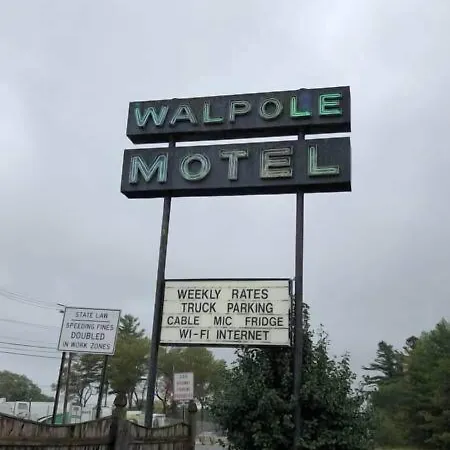 WALPOLE
MOTEL
WEEKLY RATES
TRUCK PARKING
CABLE MIC FRIDGE
WI-FI INTERNET
STATE LAW
SPEEDING FINES
DOUBLED
IN WORK ZONES